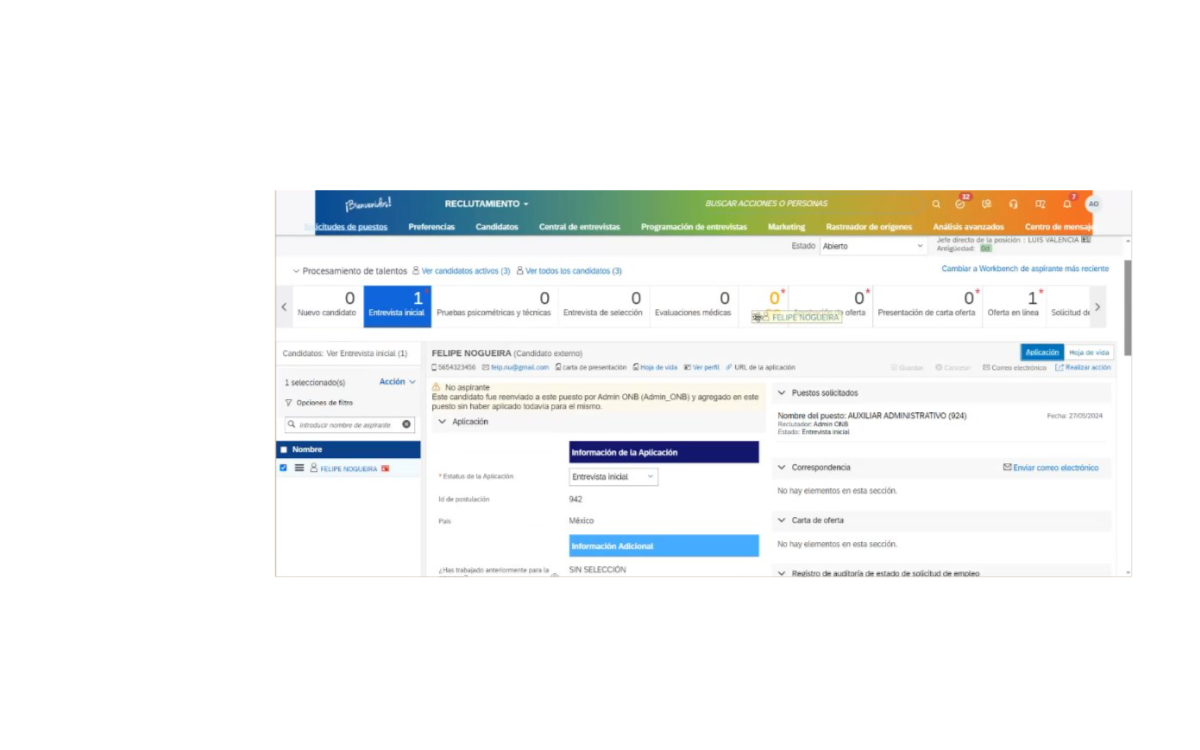 ¡Bienvenidos!
RECLUTAMIENTO
BUSCAR ACCIONES O PERSONAS
32
7
AO
icitudes de puestos
Preferencias
Candidatos
Central de entrevistas
Programación de entrevistas
Marketing
Rastreador de orígenes
Análisis avanzados
Centro de mensaje
Estado
Abierto
Jefe directo de la posición : LUIS VALENCIA
Antigüedad:
Procesamiento de talentos
Ver candidatos activos (3)
Ver todos los candidatos (3)
Cambiar a Workbench de aspirante más reciente
0
Nuevo candidato
1
Entrevista inicial
0
Pruebas psicométricas y técnicas
0
Entrevista de selección
0
Evaluaciones médicas
0*
FELIPE NOGUEIRA
0*
oferta
0*
Presentación de carta oferta
1*
Oferta en línea
Solicitud de
Candidatos: Ver Entrevista inicial (1)
1 seleccionado(s)
Acción
Opciones de filtro
Introducir nombre de aspirante
Nombre
FELIPE NOGUEIRA
FELIPE NOGUEIRA (Candidato externo)
Aplicación
Hoja de vida
5654323456
felp.nu@gmail.com
carta de presentación
Hoja de vida
Ver perfil
URL de la aplicación
Guardar
Cancelar
Correo electrónico
Realizar acción
No aspirante
Este candidato fue reenviado a este puesto por Admin ONB (Admin_ONB) y agregado en este
puesto sin haber aplicado todavía para el mismo.
Aplicación
Información de la Aplicación
* Estatus de la Aplicación
Entrevista inicial
Id de postulación
942
País
México
Información Adicional
¿Has trabajado anteriormente para la
SIN SELECCIÓN
Puestos solicitados
Nombre del puesto: AUXILIAR ADMINISTRATIVO (924)
Fecha: 27/05/2024
Reclutador: Admin ONB
Estado: Entrevista inicial
Correspondencia
Enviar correo electrónico
No hay elementos en esta sección.
Carta de oferta
No hay elementos en esta sección.
Registro de auditoría de estado de solicitud de empleo